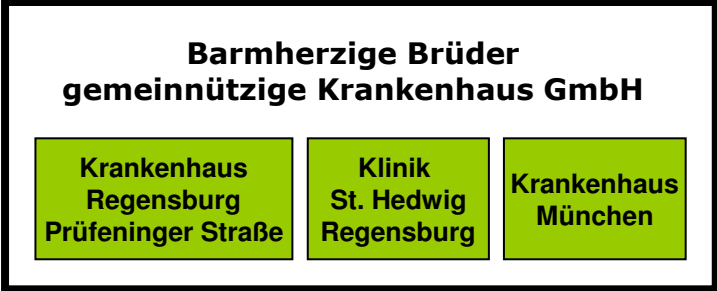 Barmherzige Brüder
gemeinnützige Krankenhaus GmbH
Krankenhaus
Regensburg
Prüfeninger Straße
Klinik
St. Hedwig
Regensburg
Krankenhaus
München